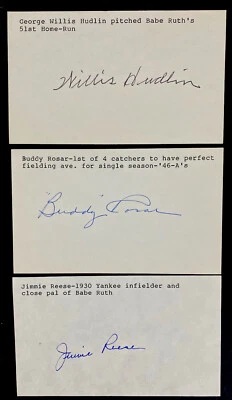 George Willis Hudlin pitched Babe Ruth's
51st Home-Run
Willis Hudlin
Buddy Rosar-1st of 4 catchers to have perfect
fielding ave. for single season-'46-A's
Buddy Rosar
Jimmie Reese-1930 Yankee infielder and
close pal of Babe Ruth
Jimmie Reese